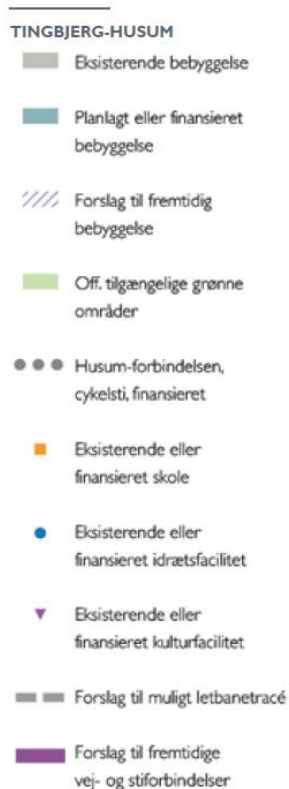 TINGBJERG-HUSUM
Eksisterende bebyggelse
Planlagt eller finansieret
bebyggelse
Forslag til fremtidig
bebyggelse
Off. tilgængelige grønne
områder
Husum-forbindelsen,
cykelsti, finansieret
Eksisterende eller
finansieret skole
Eksisterende eller
finansieret idrætsfacilitet
Eksisterende eller
finansieret kulturfacilitet
Forslag til muligt letbanetracé
Forslag til fremtidige
vej- og stiforbindelser